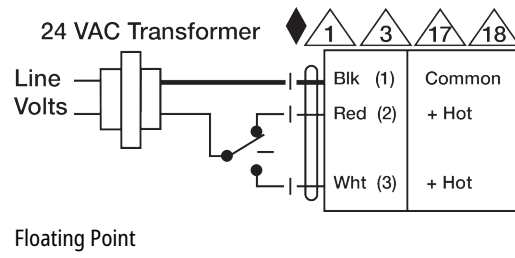 24 VAC Transformer
1 3 17 18
Line
Volts
Blk (1) Common
Red (2) + Hot
Wht (3) + Hot
Floating Point